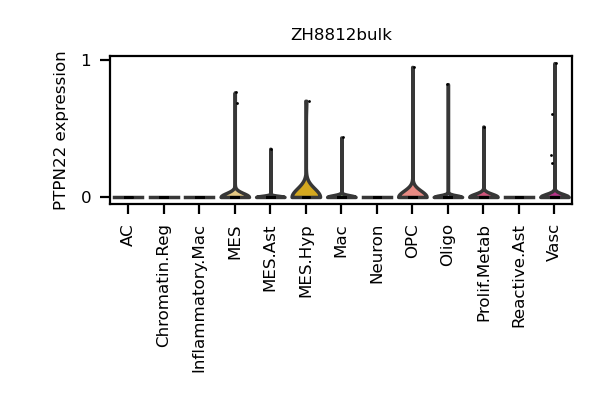 ZH8812bulk
PTPN22 expression
1
0
AC
Chromatin.Reg
Inflammatory.Mac
MES
MES.Ast
MES.Hyp
Mac
Neuron
OPC
Oligo
Prolif.Metab
Reactive.Ast
Vasc